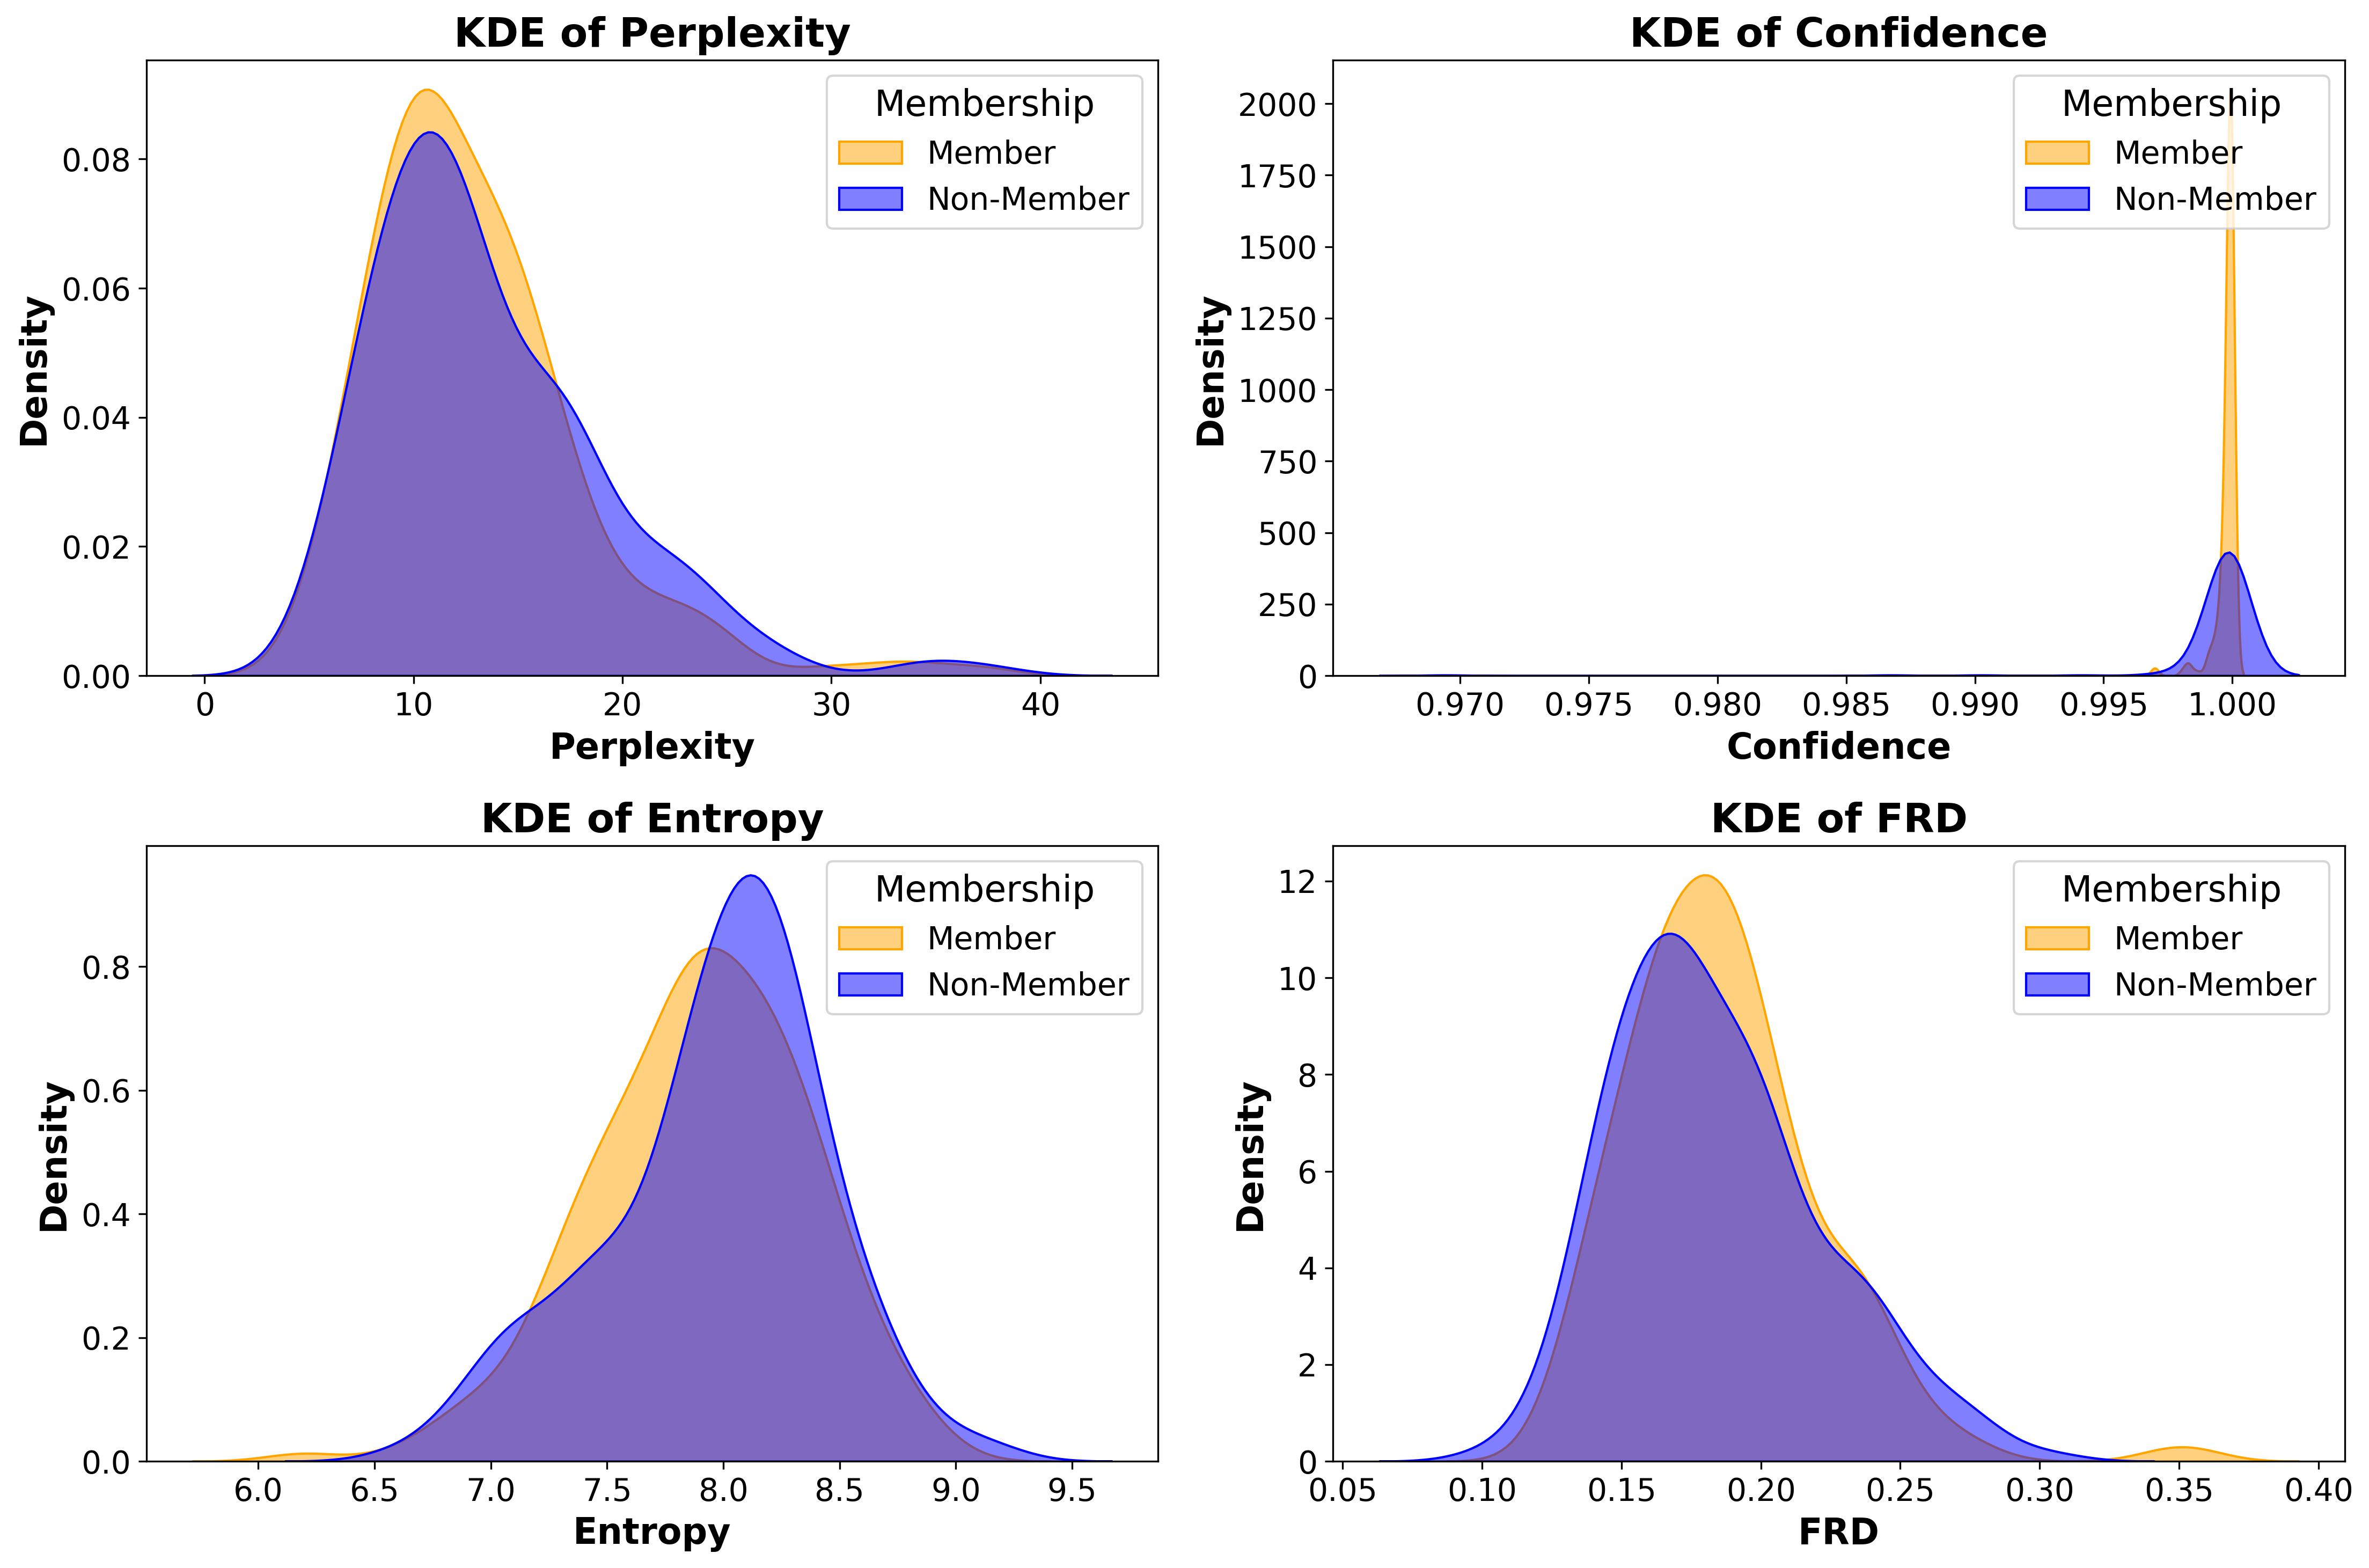 KDE of Perplexity
Density
0.08
0.06
0.04
0.02
0.00
0 10 20 30 40
Perplexity
Membership
Member
Non-Member
KDE of Confidence
Density
2000
1750
1500
1250
1000
750
500
250
0
0.970 0.975 0.980 0.985 0.990 0.995 1.000
Confidence
Membership
Member
Non-Member
KDE of Entropy
Density
0.8
0.6
0.4
0.2
0.0
6.0 6.5 7.0 7.5 8.0 8.5 9.0 9.5
Entropy
Membership
Member
Non-Member
KDE of FRD
Density
12
10
8
6
4
2
0
0.05 0.10 0.15 0.20 0.25 0.30 0.35 0.40
FRD
Membership
Member
Non-Member